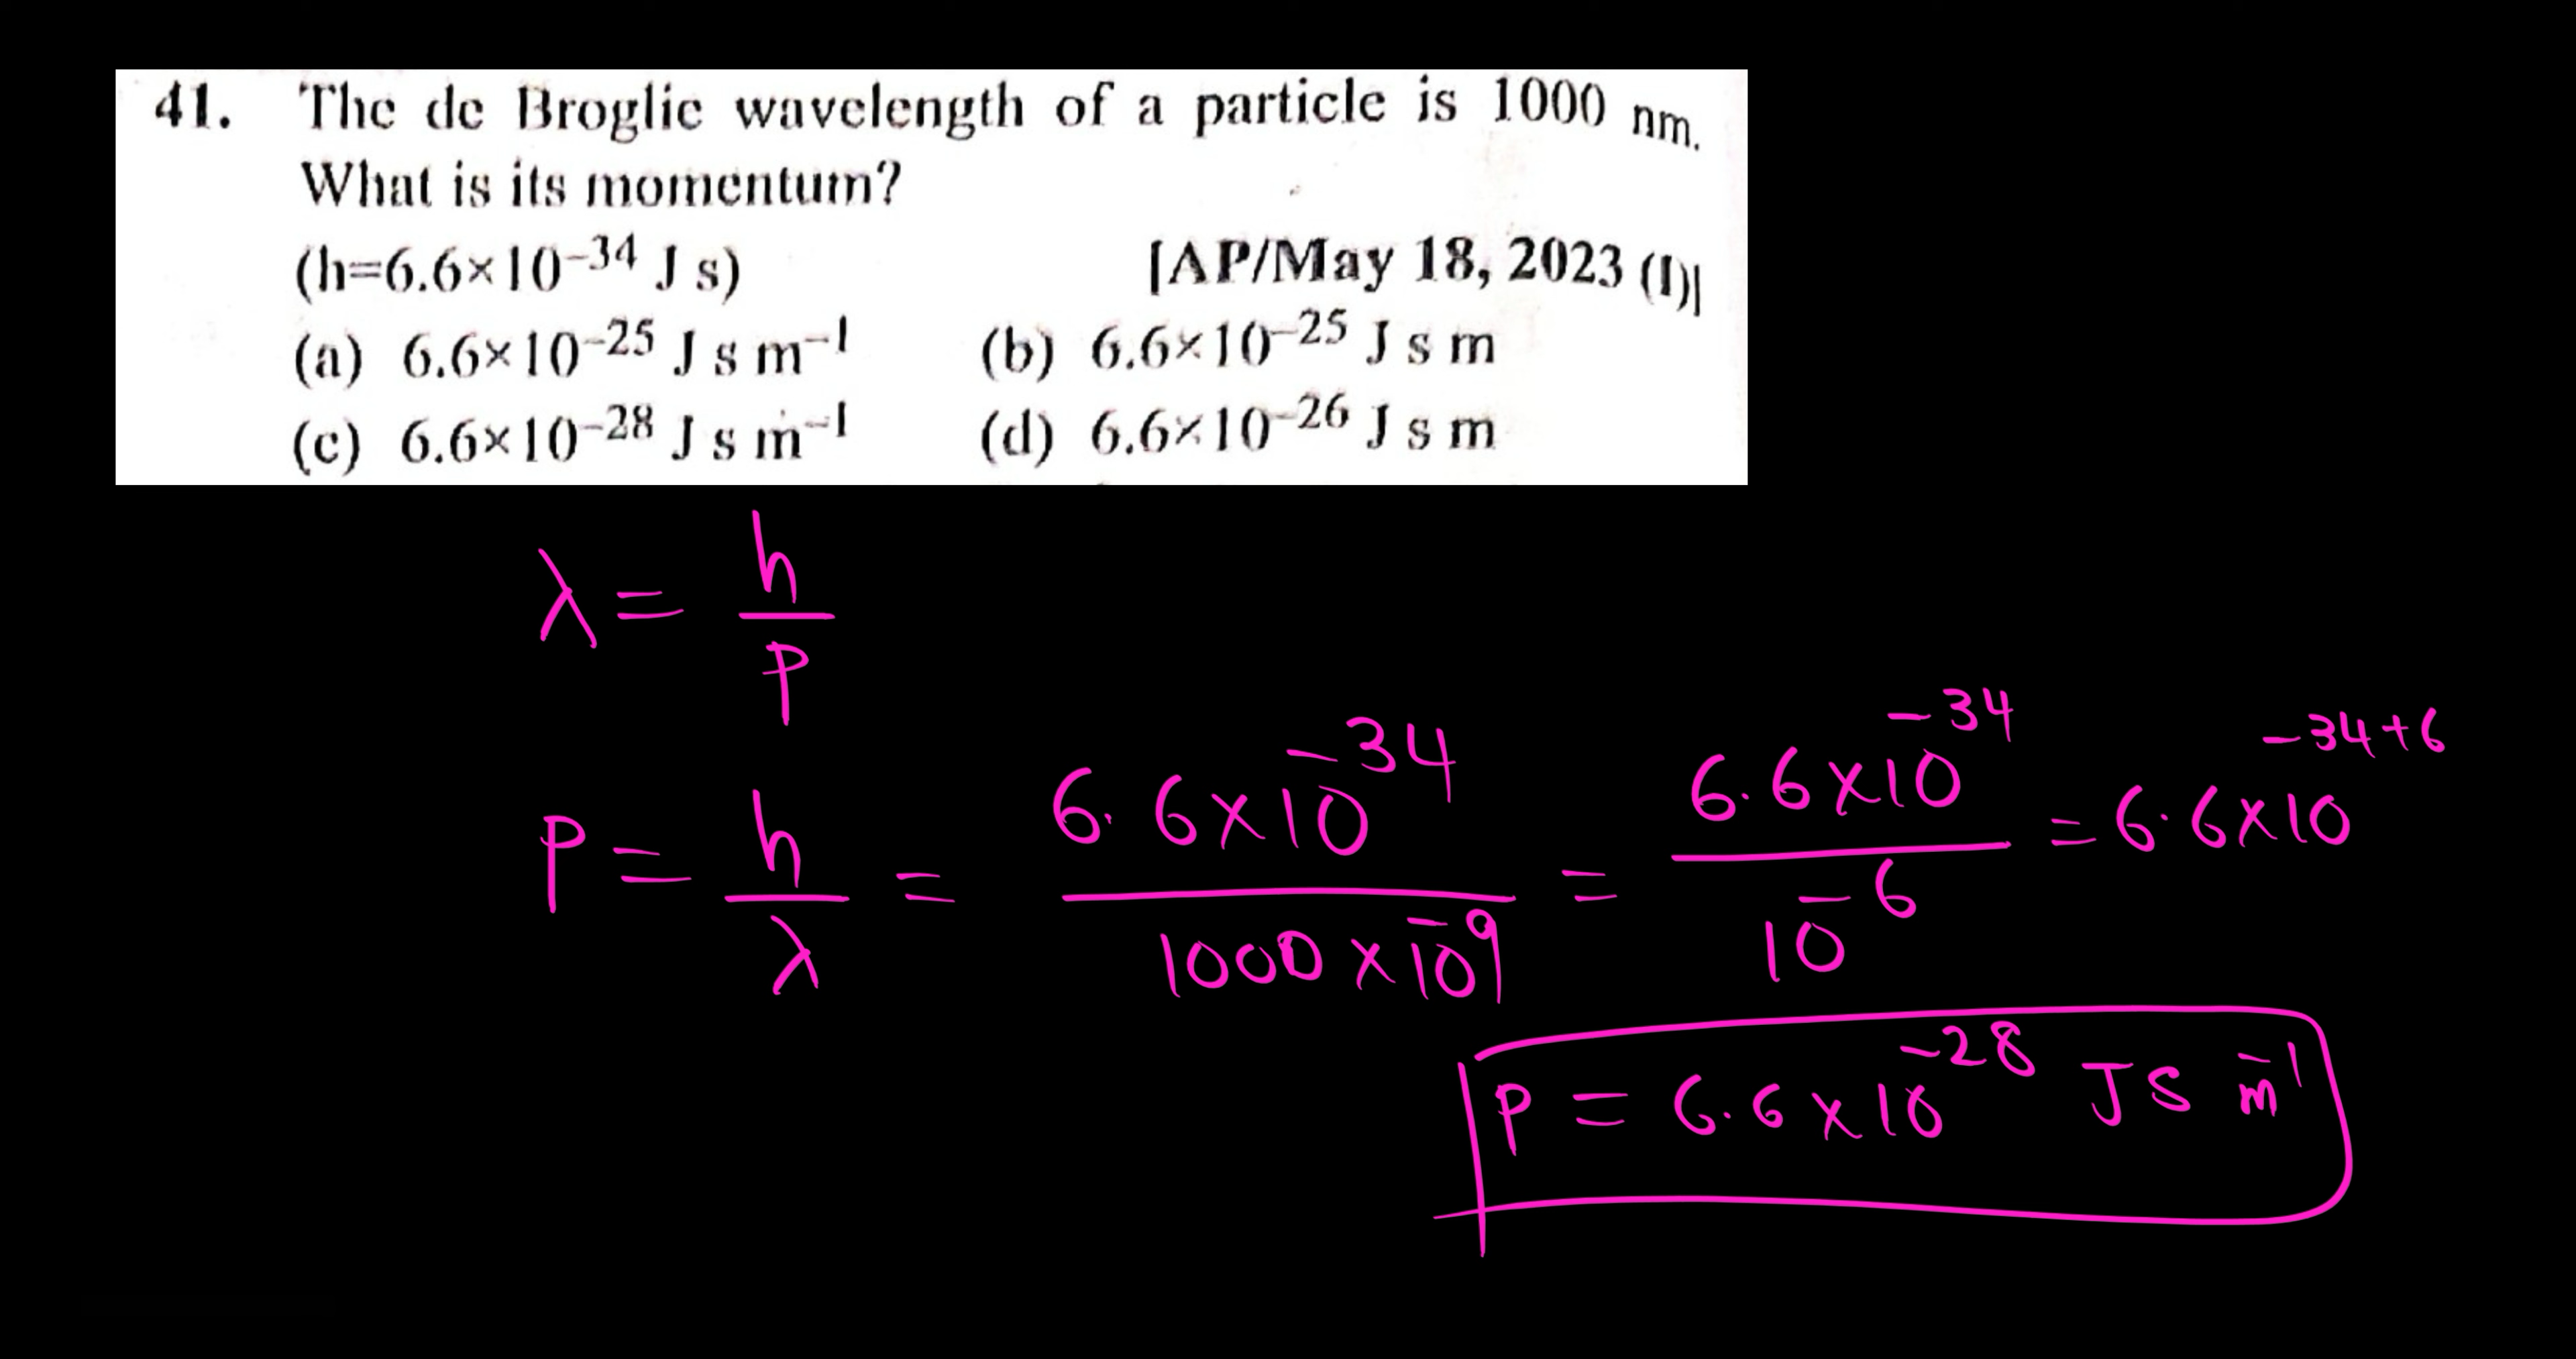 41. The de Broglie wavelength of a particle is 1000 nm.
What is its momentum?
(h=6.6×10⁻³⁴ J s) [AP/May 18, 2023 (I)]
(a) 6.6×10⁻²⁵ J s m⁻¹ (b) 6.6×10⁻²⁵ J s m
(c) 6.6×10⁻²⁸ J s m⁻¹ (d) 6.6×10⁻²⁶ J s m
λ = h/P
P = h/λ = 6.6×10⁻³⁴/1000×10⁻⁹ = 6.6×10⁻³⁴/10⁻⁶ = 6.6×10⁻³⁴⁺⁶
P = 6.6×10⁻²⁸ JS m⁻¹